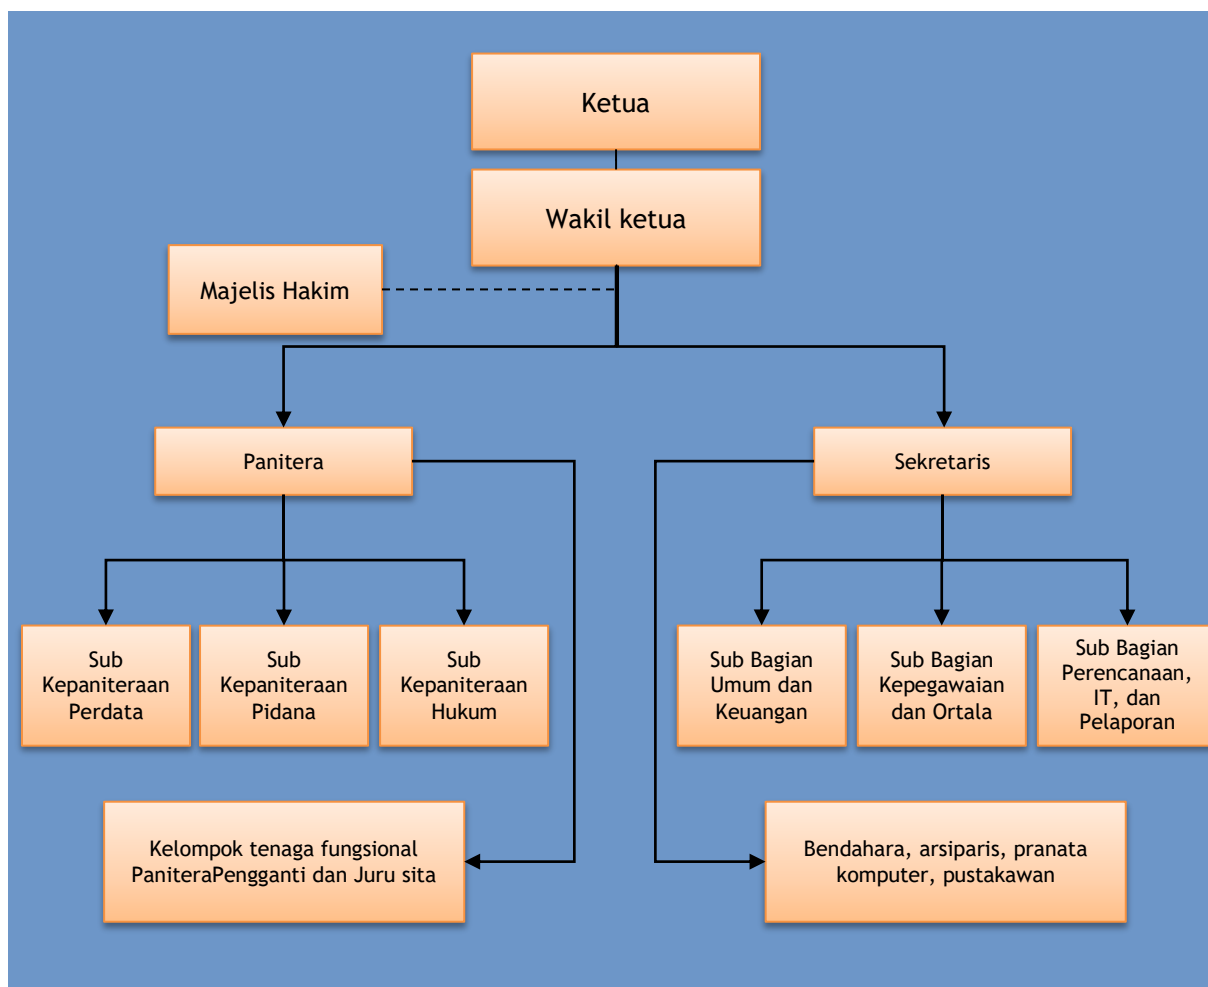 Ketua
Wakil ketua
Majelis Hakim
Panitera
Sekretaris
Sub
Kepaniteraan
Perdata
Sub
Kepaniteraan
Pidana
Sub
Kepaniteraan
Hukum
Sub Bagian
Umum dan
Keuangan
Sub Bagian
Kepegawaian
dan Ortala
Sub Bagian
Perencanaan,
IT, dan
Pelaporan
Kelompok tenaga fungsional
PaniteraPengganti dan Juru sita
Bendahara, arsiparis, pranata
komputer, pustakawan